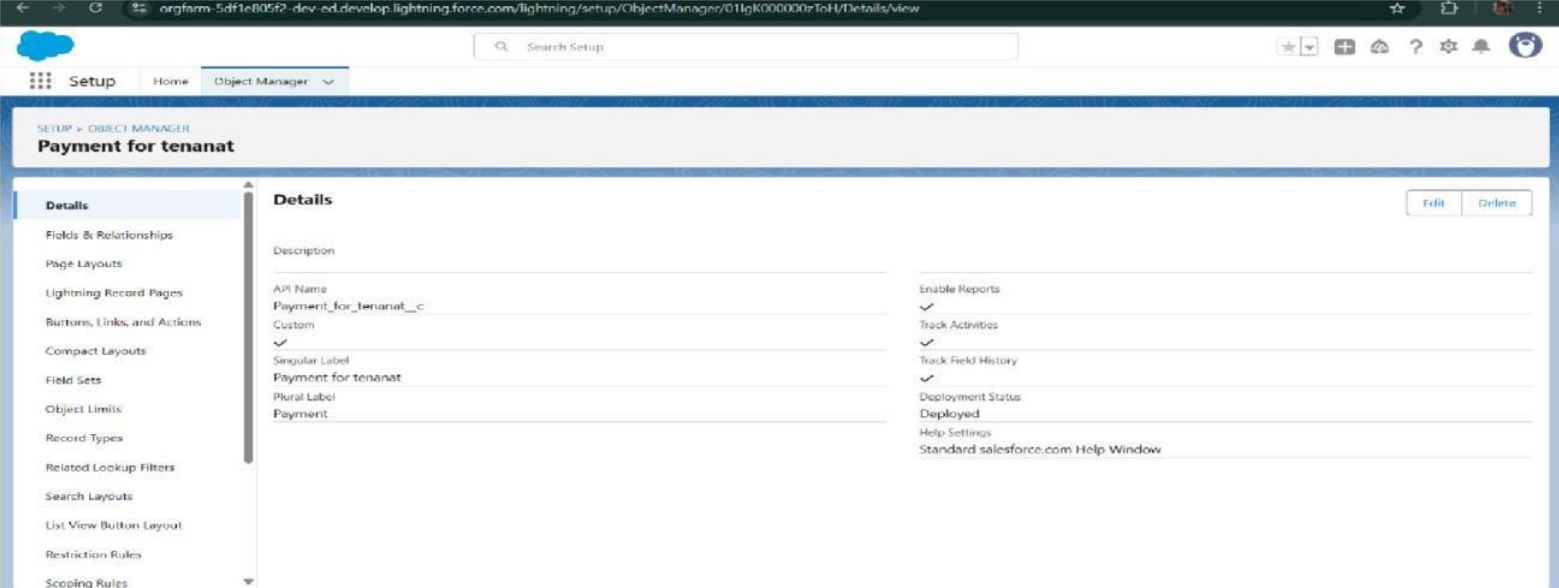 orgfarm-5df1e805f2-dev-ed.develop.lightning.force.com/lightning/setup/ObjectManager/01IgK000000zToH/Details/view
Search Setup
Setup Home Object Manager
SETUP > OBJECT MANAGER
Payment for tenanat
Details
Fields & Relationships
Page Layouts
Lightning Record Pages
Buttons, Links, and Actions
Compact Layouts
Field Sets
Object Limits
Record Types
Related Lookup Filters
Search Layouts
List View Button Layout
Restriction Rules
Scoping Rules
Details
Edit Delete
Description
API Name
Payment_for_tenanat__c
Custom
Singular Label
Payment for tenanat
Plural Label
Payment
Enable Reports
Track Activities
Track Field History
Deployment Status
Deployed
Help Settings
Standard salesforce.com Help Window